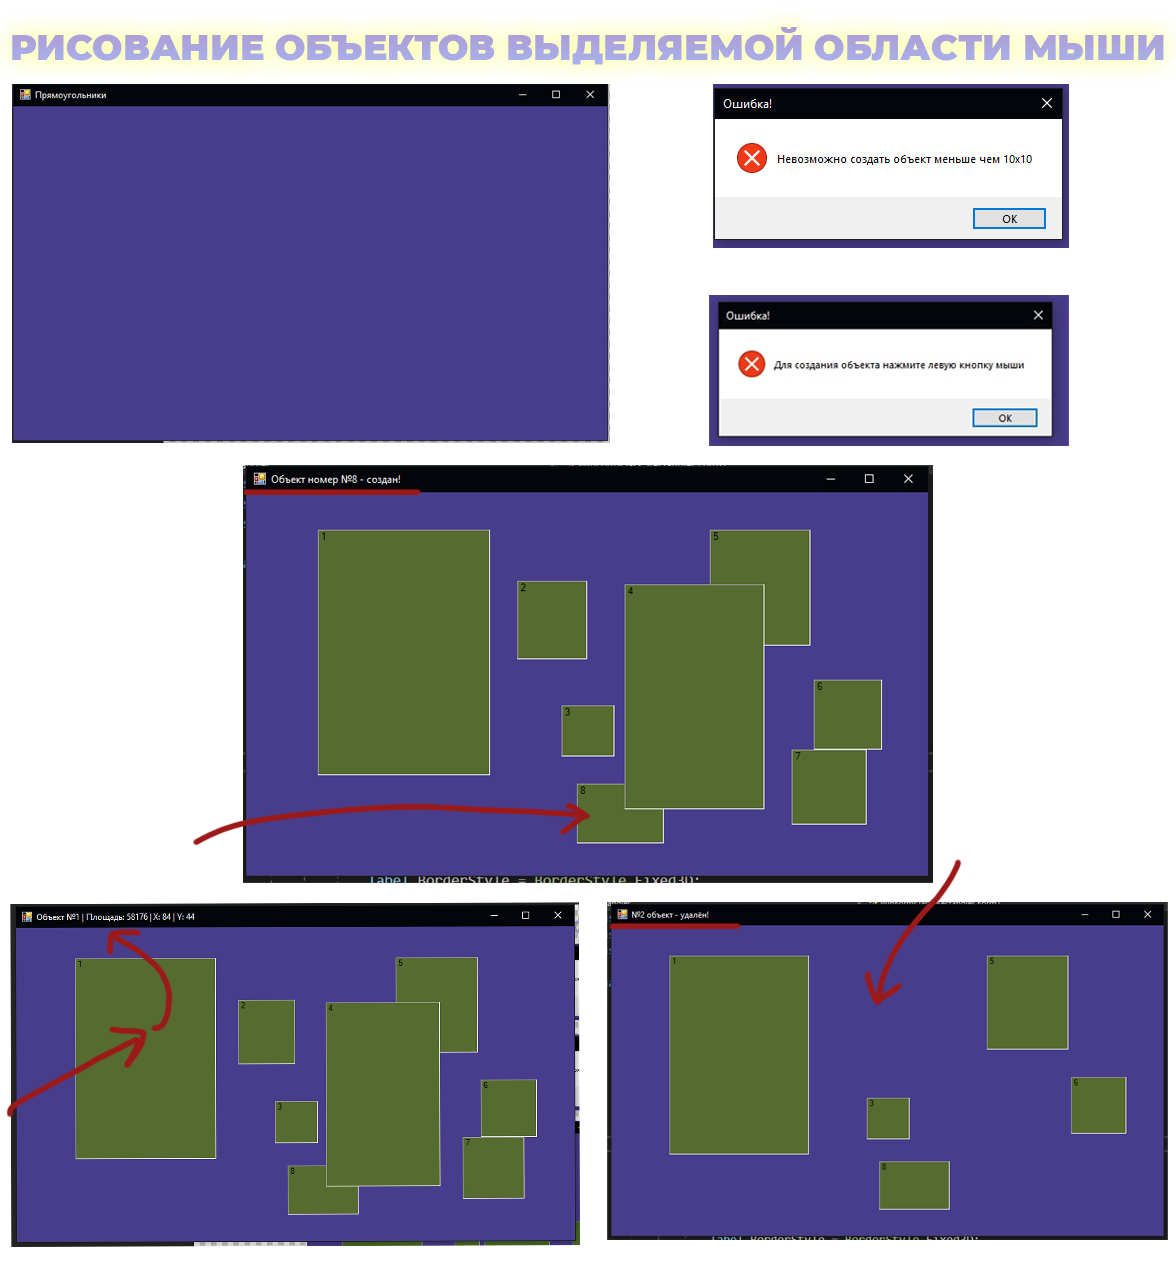 РИСОВАНИЕ ОБЪЕКТОВ ВЫДЕЛЯЕМОЙ ОБЛАСТИ МЫШИ
Прямоугольники
Ошибка!
Невозможно создать объект меньше чем 10x10
OK
Ошибка!
Для создания объекта нажмите левую кнопку мыши
OK
Объект номер №8 - создан!
1
5
2
4
6
3
7
8
label.BorderStyle = BorderStyle.Fixed3D;
Объект №1 | Площадь: 58176 | X: 84 | Y: 44
1
5
2
4
6
3
7
8
№2 объект - удалён!
1
5
6
3
8
label.BorderStyle = BorderStyle.Fixed3D;